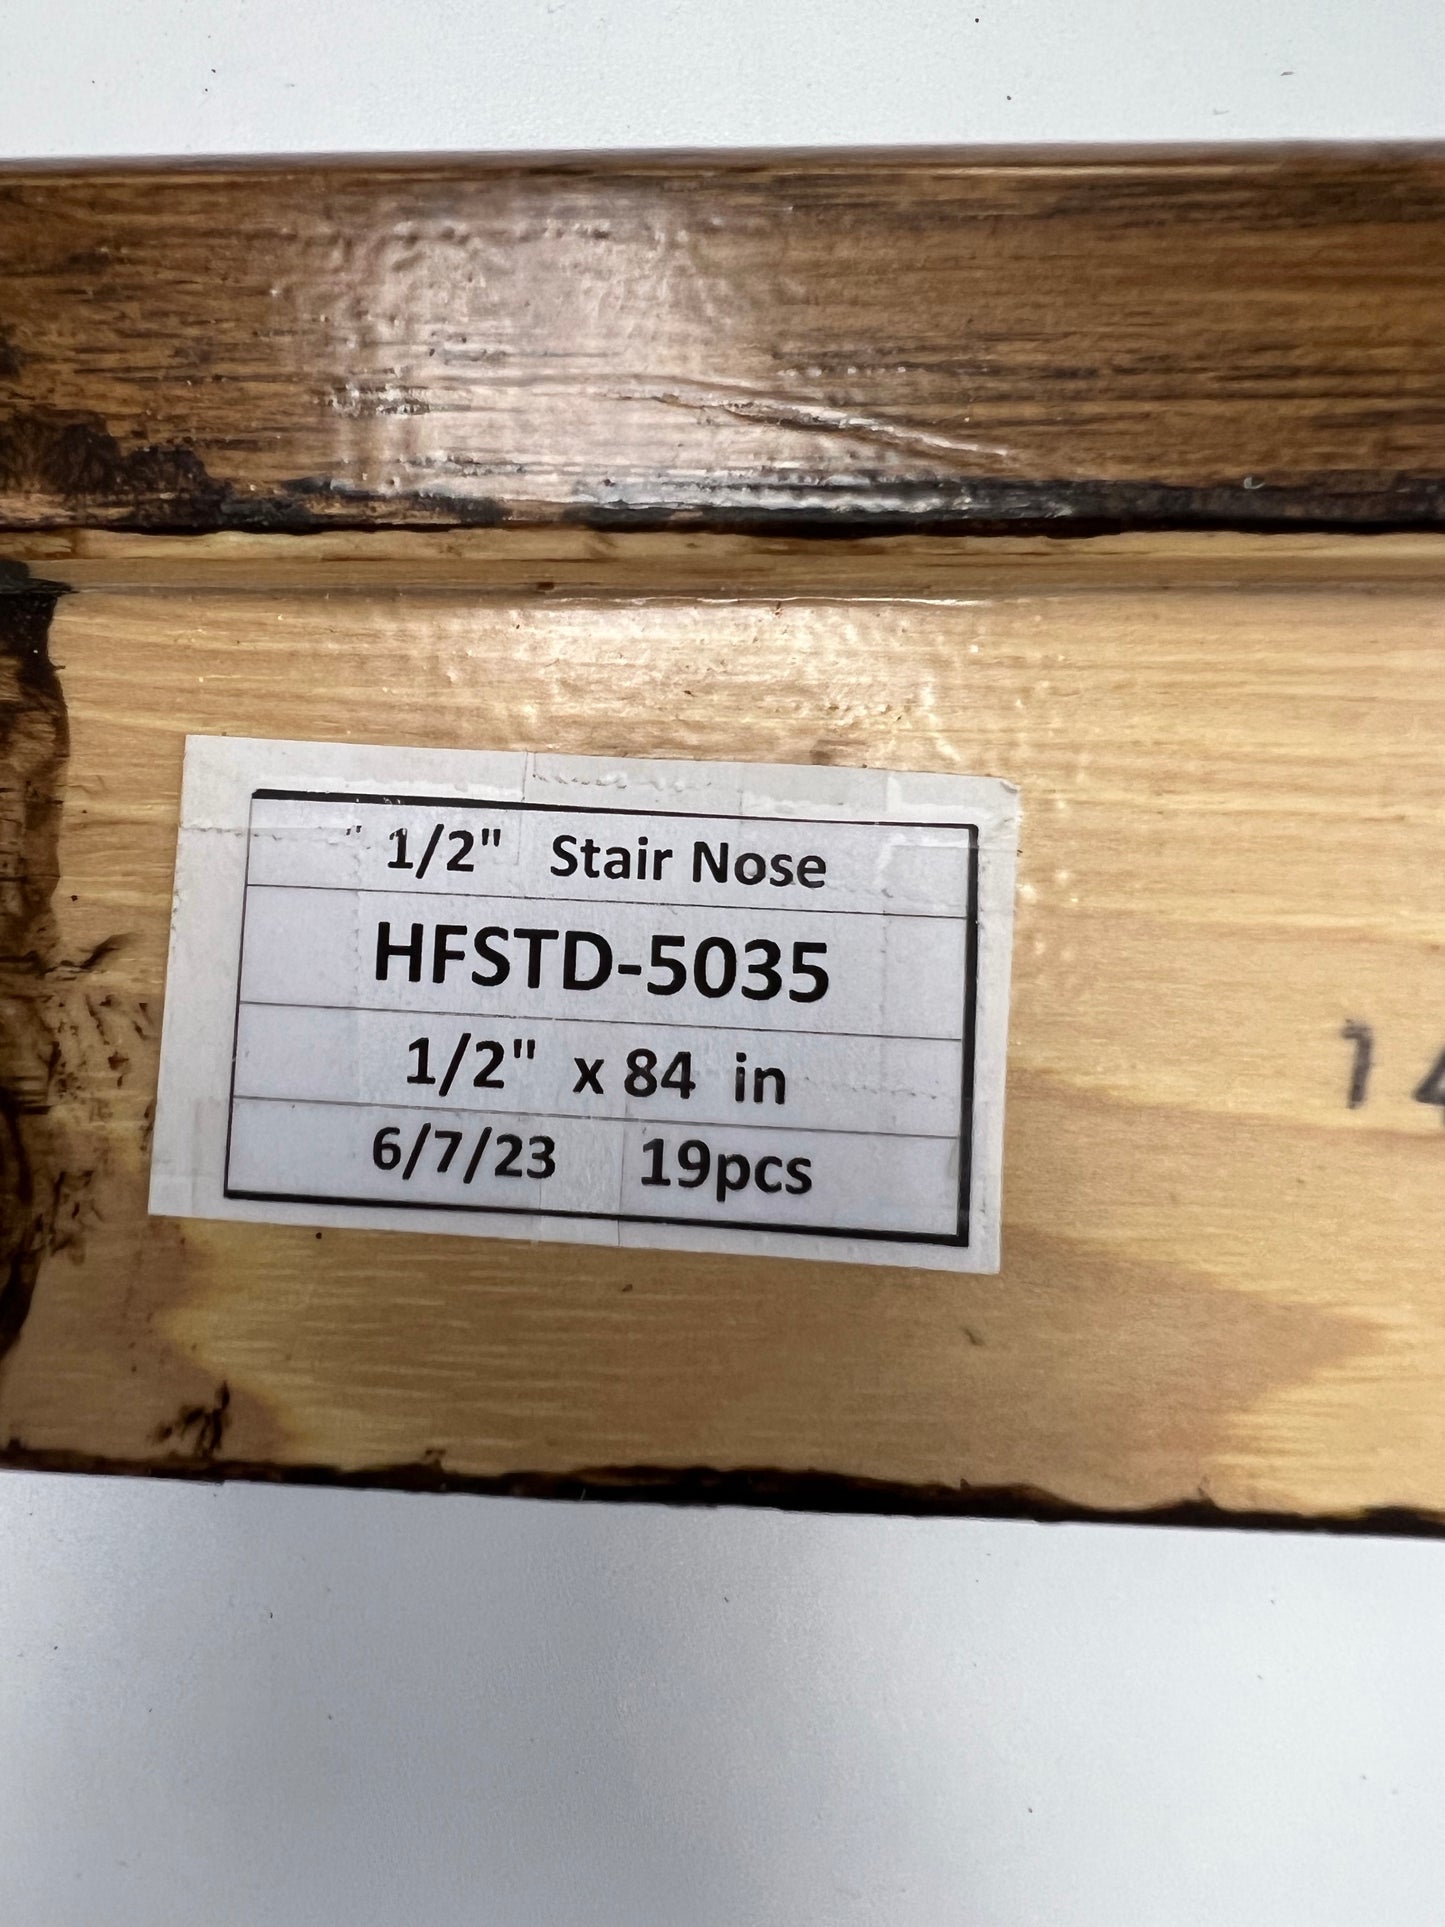 " 1/2" Stair Nose
HFSTD-5035
1/2" x 84 in
6/7/23 19pcs